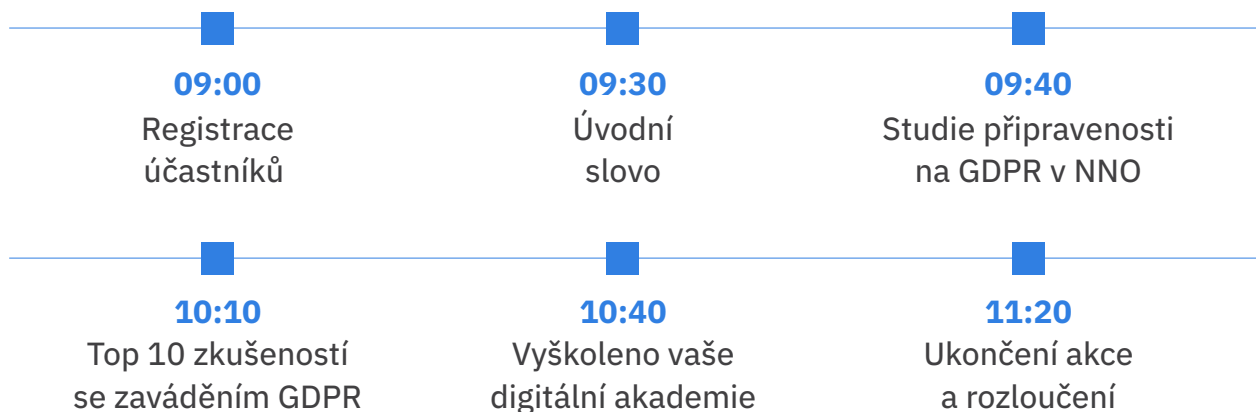 09:00
Registrace
účastníků
09:30
Úvodní
slovo
09:40
Studie připravenosti
na GDPR v NNO
10:10
Top 10 zkušeností
se zaváděním GDPR
10:40
Vyškoleno vaše
digitální akademie
11:20
Ukončení akce
a rozloučení